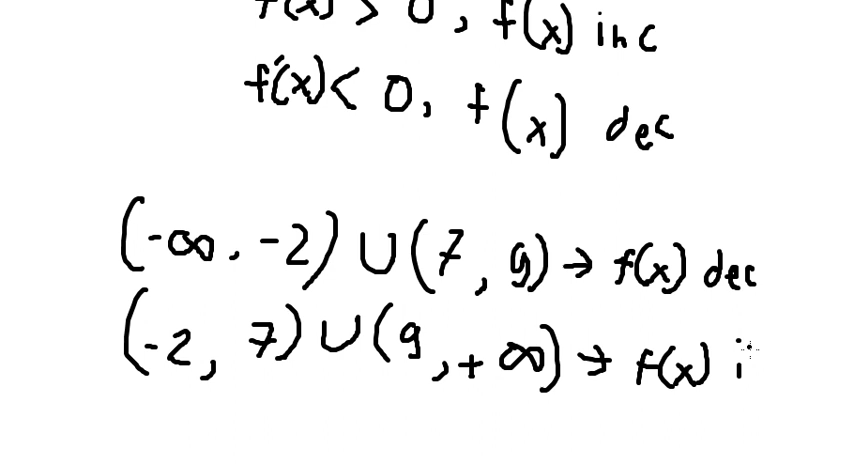 f(x) > 0, f(x) inc
f'(x) < 0, f(x) dec
(-∞, -2) ∪ (7, 9) → f(x) dec
(-2, 7) ∪ (9, +∞) → f(x) i